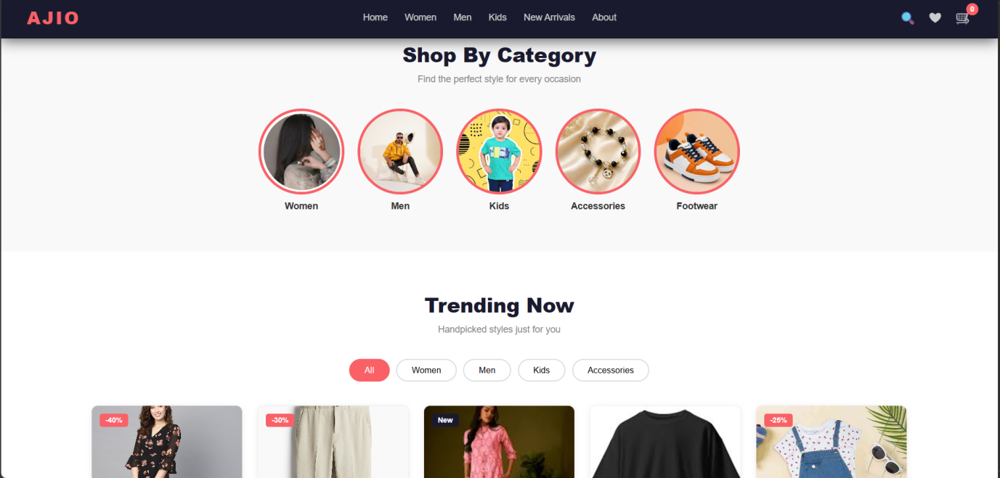 AJIO
Home Women Men Kids New Arrivals About
0
Shop By Category
Find the perfect style for every occasion
Women Men Kids Accessories Footwear
Trending Now
Handpicked styles just for you
All Women Men Kids Accessories
-40% -30% New -25%